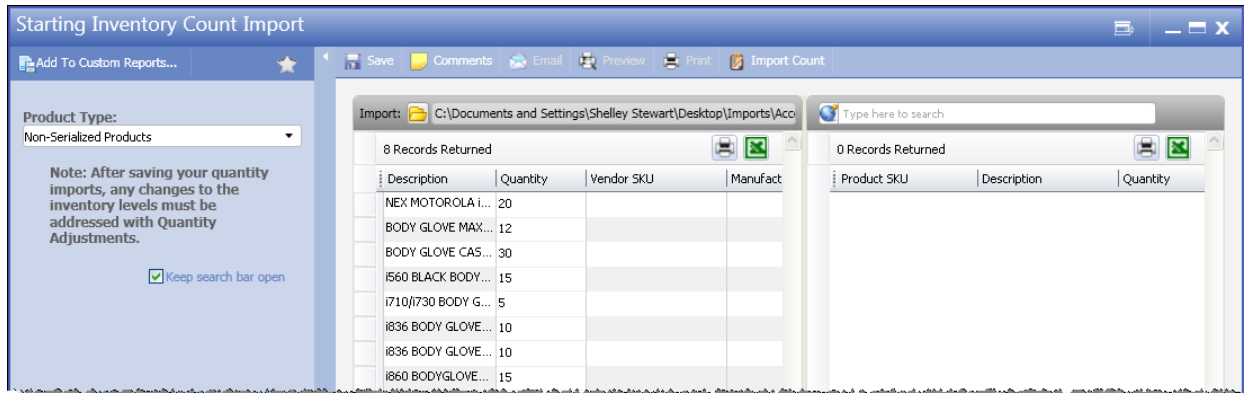 Starting Inventory Count Import
Add To Custom Reports...
Save Comments Email Preview Print Import Count
Product Type:
Non-Serialized Products
Note: After saving your quantity
imports, any changes to the
inventory levels must be
addressed with Quantity
Adjustments.
Keep search bar open
Import: C:\Documents and Settings\Shelley Stewart\Desktop\Imports\Acc
8 Records Returned
Description Quantity Vendor SKU Manufact
NEX MOTOROLA i... 20
BODY GLOVE MAX... 12
BODY GLOVE CAS... 30
i560 BLACK BODY... 15
i710/i730 BODY G... 5
i836 BODY GLOVE... 10
i836 BODY GLOVE... 10
i860 BODYGLOVE... 15
Type here to search
0 Records Returned
Product SKU Description Quantity